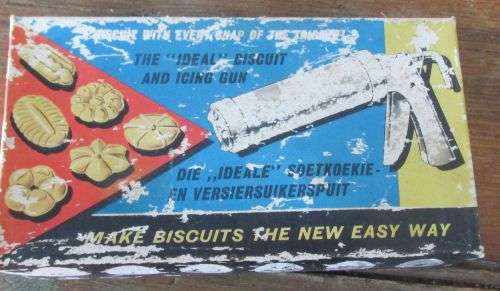 BISCUIT WITH EVERY SNAP OF THE TRIGGER!
THE "IDEAL" BISCUIT
AND ICING GUN
DIE „IDEALE" SOETKOEKIE-
EN VERSIERSUIKERSPUIT
MAKE BISCUITS THE NEW EASY WAY